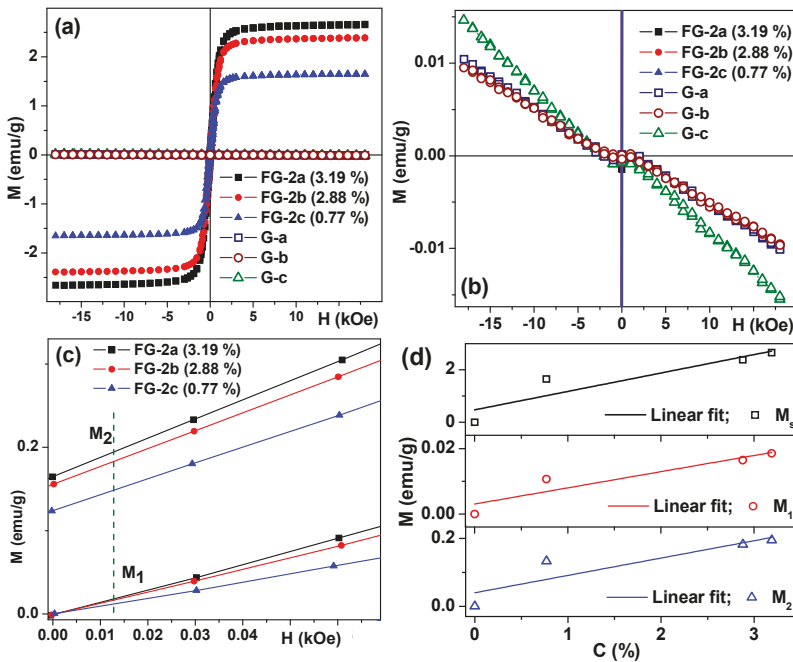 (a)
M (emu/g)
2
1
0
-1
-2
FG-2a (3.19 %)
FG-2b (2.88 %)
FG-2c (0.77 %)
G-a
G-b
G-c
-15 -10 -5 0 5 10 15
H (kOe)
(b)
M (emu/g)
0.01
0.00
-0.01
FG-2a (3.19 %)
FG-2b (2.88 %)
FG-2c (0.77 %)
G-a
G-b
G-c
-15 -10 -5 0 5 10 15
H (kOe)
(c)
FG-2a (3.19 %)
FG-2b (2.88 %)
FG-2c (0.77 %)
M (emu/g)
0.2
0.0
M2
M1
0.00 0.01 0.02 0.03 0.04 0.06
H (kOe)
(d)
M (emu/g)
2
0
Linear fit; Ms
0.02
0.00
Linear fit; M1
0.2
0.0
Linear fit; M2
0 1 2 3
C (%)